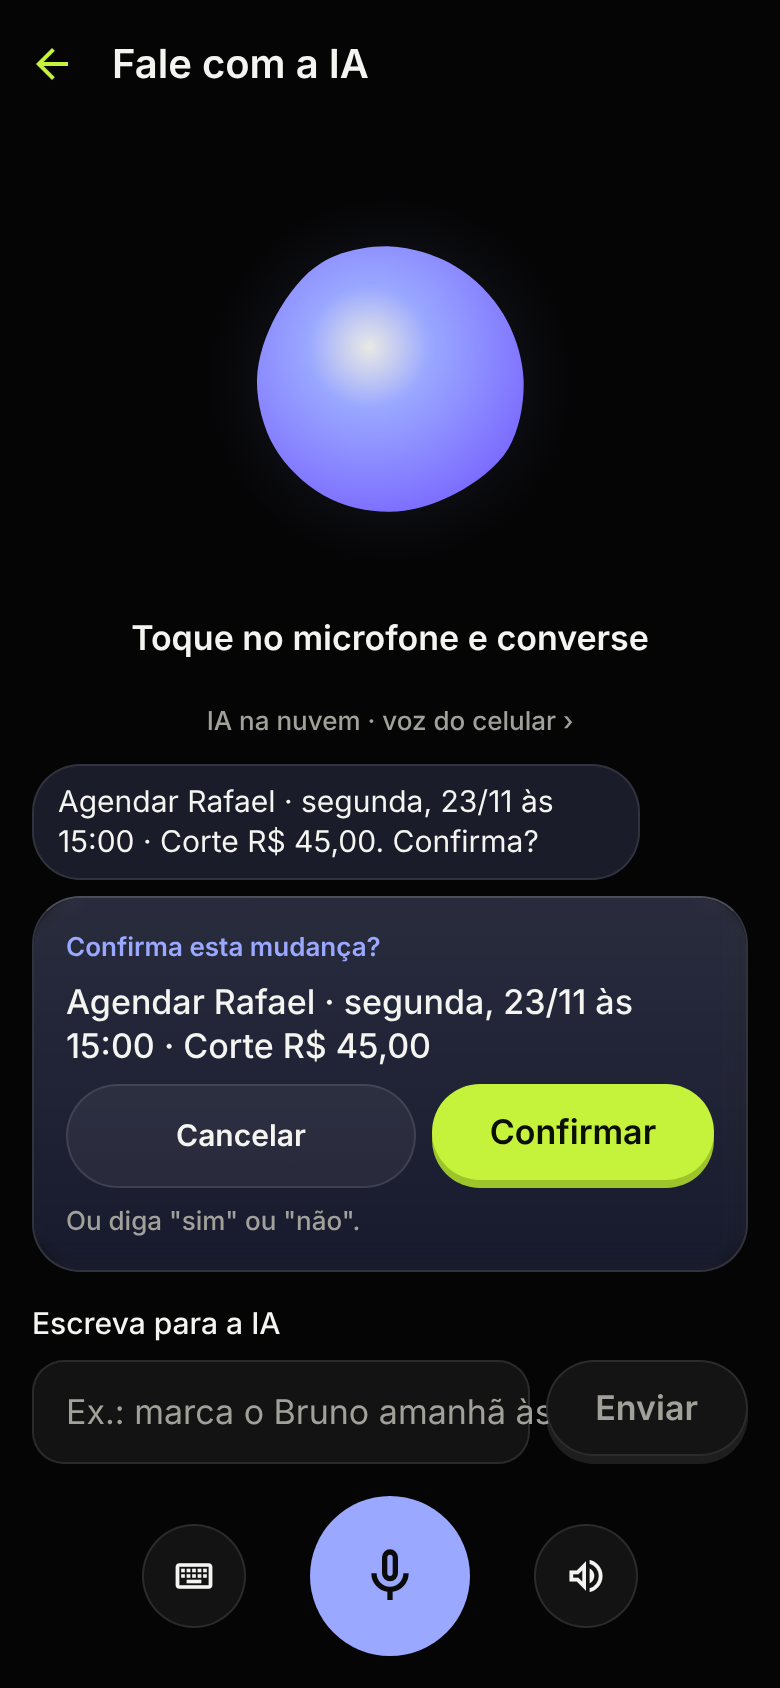 Fale com a IA
Toque no microfone e converse
IA na nuvem · voz do celular ›
Agendar Rafael · segunda, 23/11 às
15:00 · Corte R$ 45,00. Confirma?
Confirma esta mudança?
Agendar Rafael · segunda, 23/11 às
15:00 · Corte R$ 45,00
Cancelar
Confirmar
Ou diga "sim" ou "não".
Escreva para a IA
Ex.: marca o Bruno amanhã às
Enviar